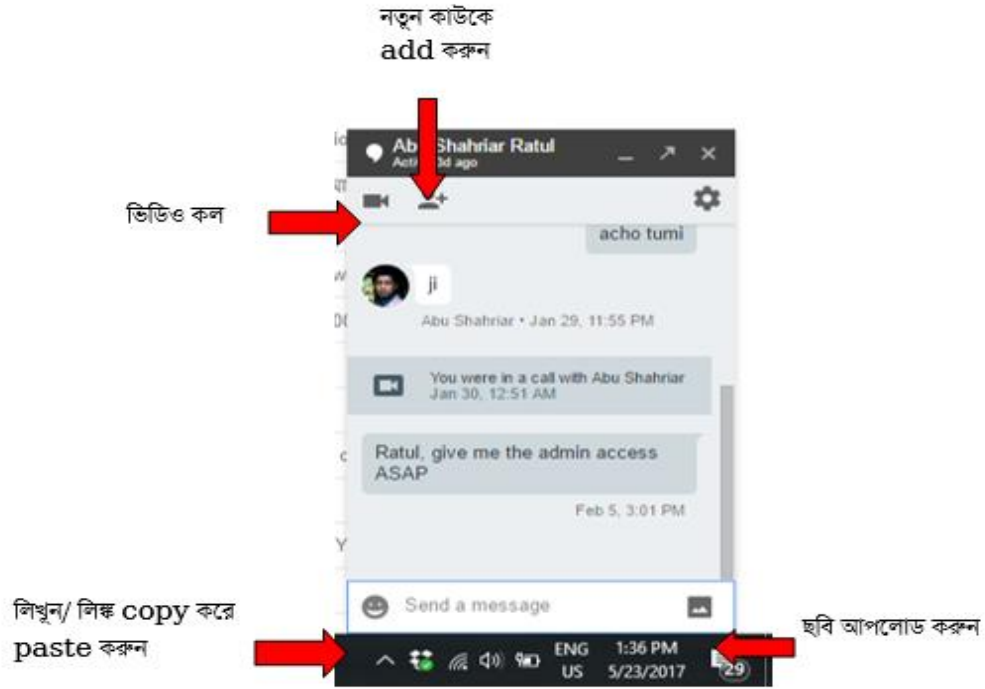 নতুন কাউকে
add করুন
Abu Shahriar Ratul
ago
ভিডিও কল
acho tumi
ji
Abu Shahriar • Jan 29, 11:55 PM
You were in a call with Abu Shahriar
Jan 30, 12:51 AM
Ratul, give me the admin access
ASAP
Feb 5, 3:01 PM
Send a message
লিখুন/ লিঙ্ক copy করে
paste করুন
ছবি আপলোড করুন
ENG
US
1:36 PM
5/23/2017
29